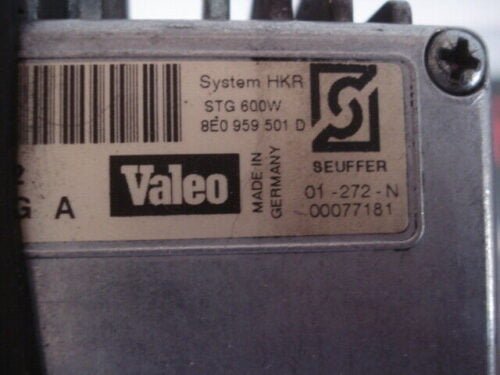 System HKR
STG 600W
8E0 959 501 D
G A
Valeo
MADE IN
GERMANY
SEUFFER
01-272-N
00077181